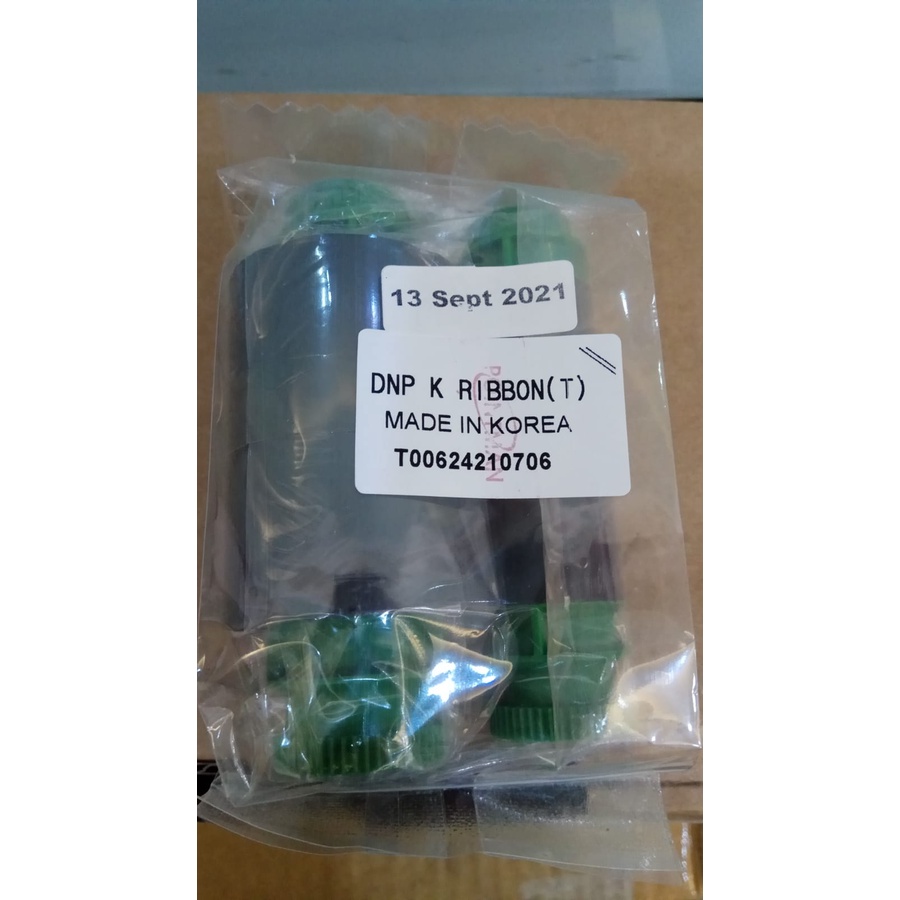 13 Sept 2021
DNP K RIBBON(T)
MADE IN KOREA
T00624210706